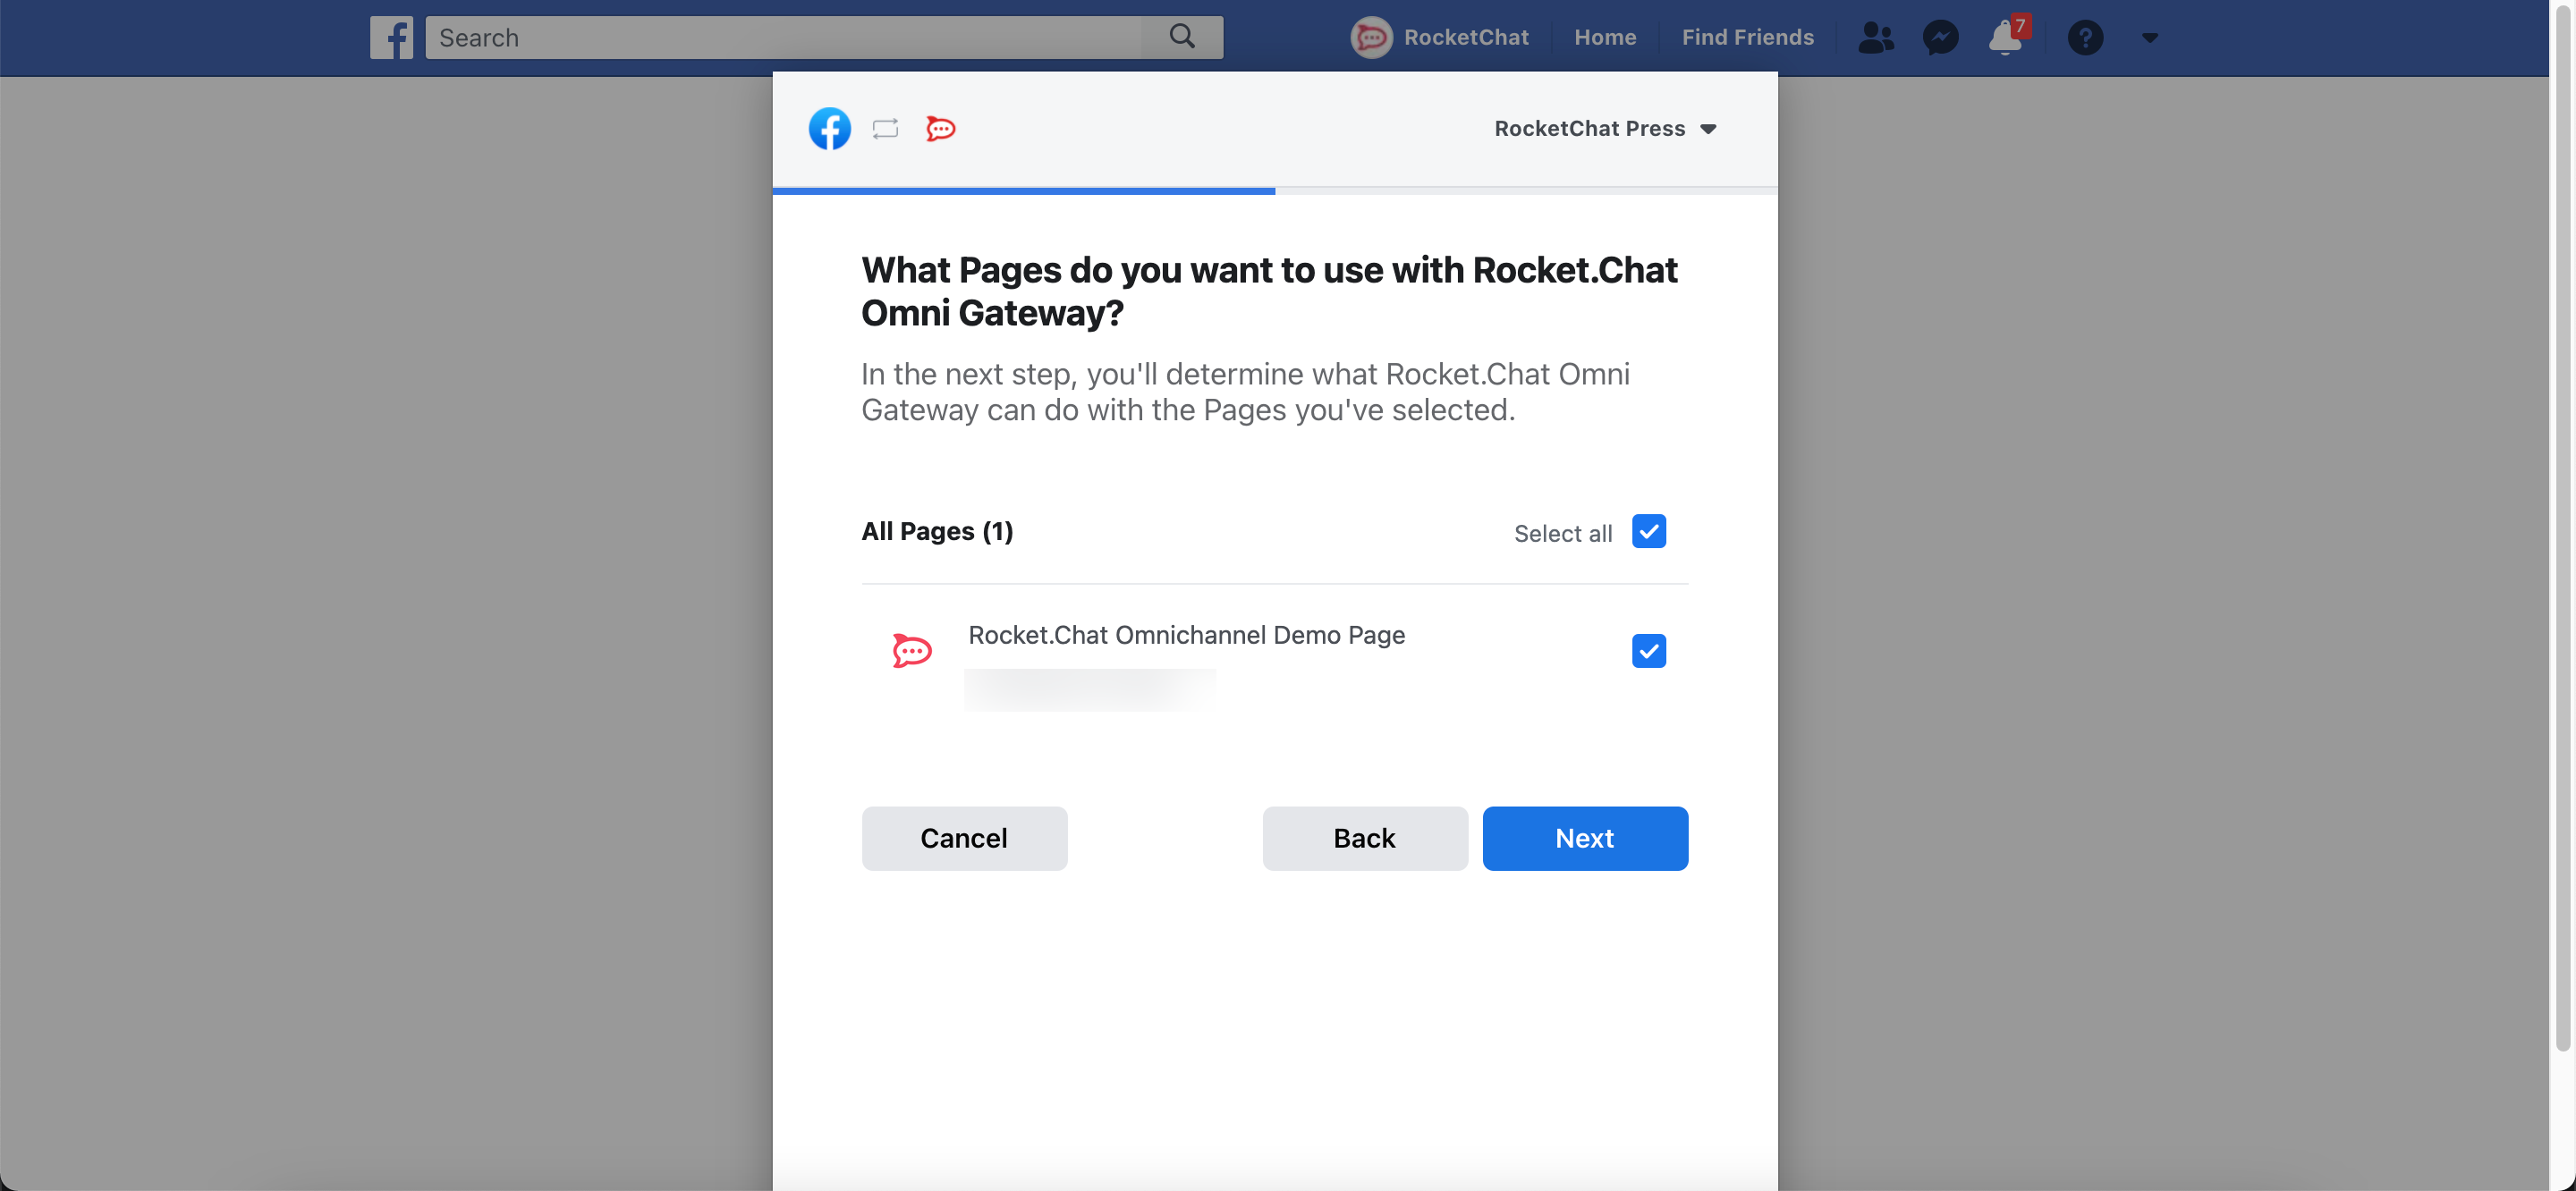 Search
RocketChat
Home
Find Friends
7
?
RocketChat Press
What Pages do you want to use with Rocket.Chat
Omni Gateway?
In the next step, you'll determine what Rocket.Chat Omni
Gateway can do with the Pages you've selected.
All Pages (1)
Select all
Rocket.Chat Omnichannel Demo Page
Cancel
Back
Next